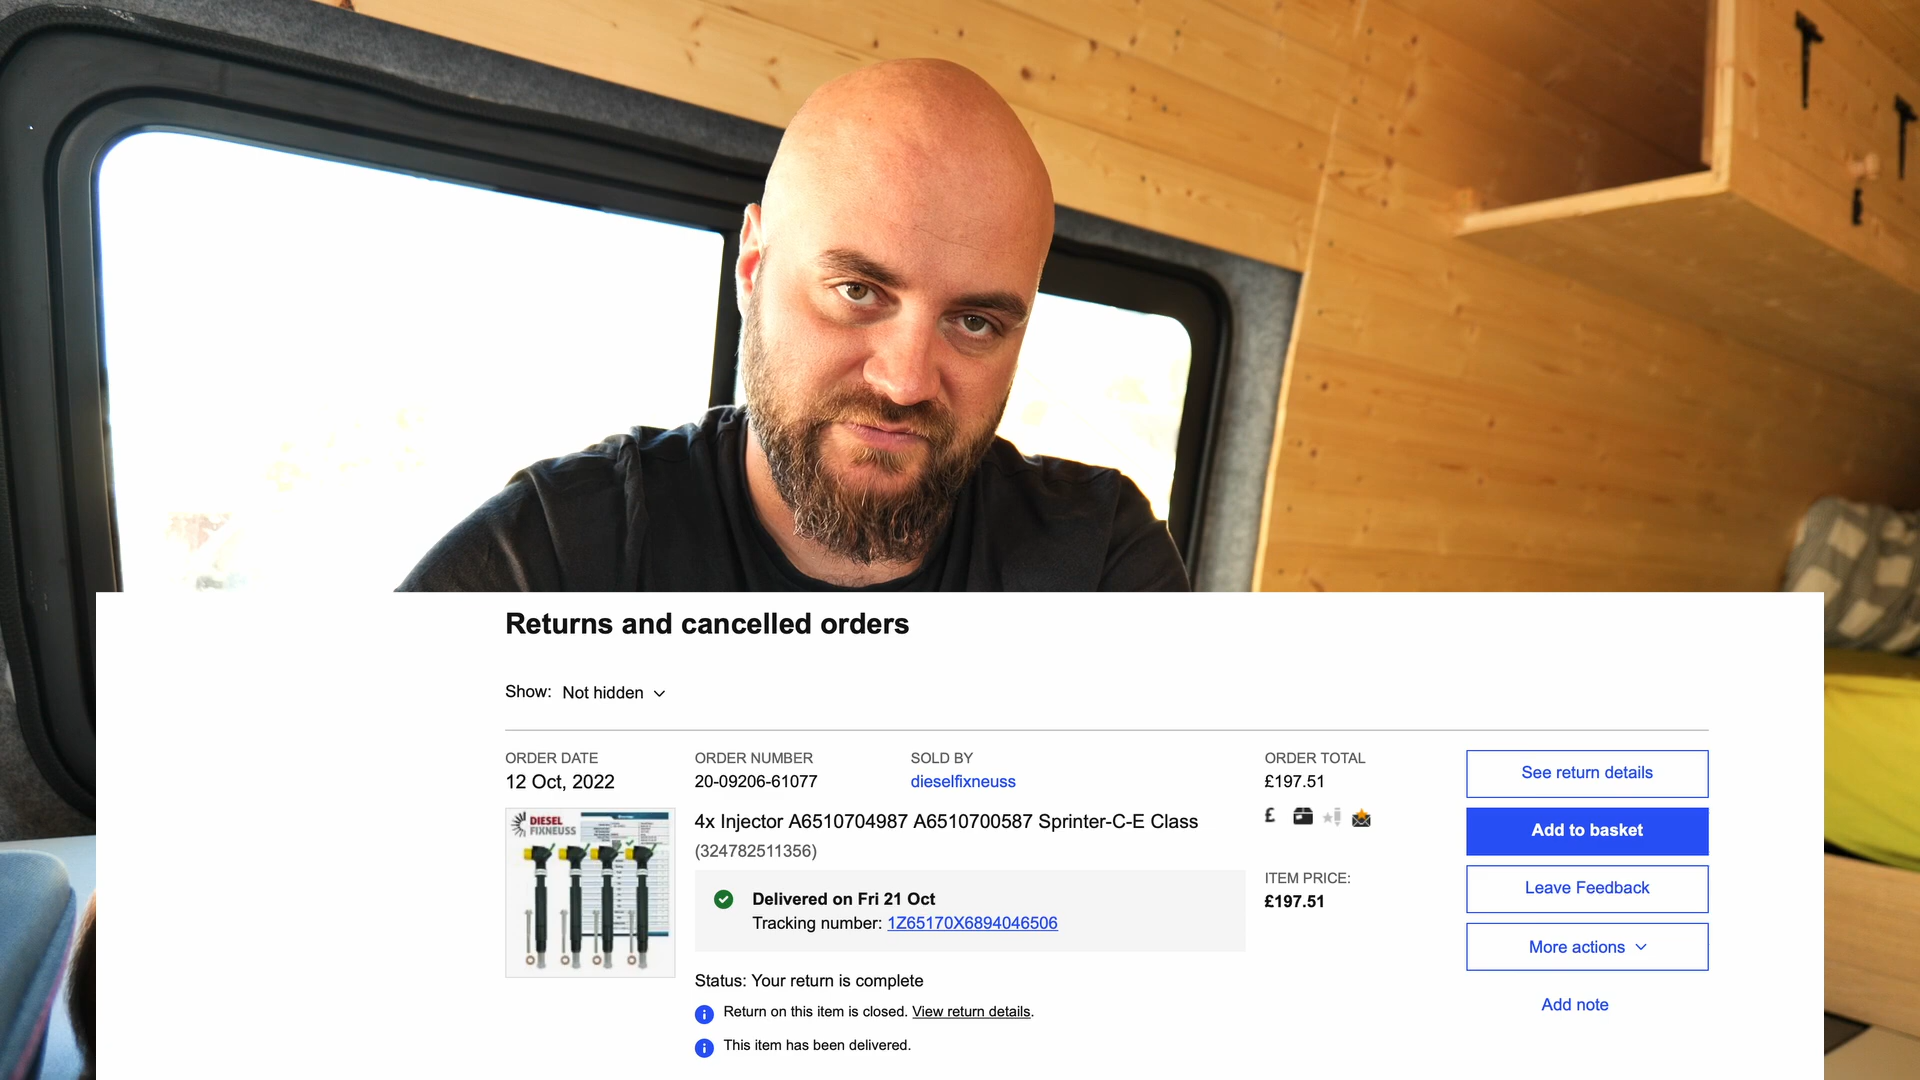 Returns and cancelled orders
Show: Not hidden
ORDER DATE
12 Oct, 2022
ORDER NUMBER
20-09206-61077
SOLD BY
dieselfixneuss
ORDER TOTAL
£197.51
See return details
DIESEL
FIXNEUSS
4x Injector A6510704987 A6510700587 Sprinter-C-E Class
(324782511356)
£
Add to basket
Delivered on Fri 21 Oct
Tracking number: 1Z65170X6894046506
ITEM PRICE:
£197.51
Leave Feedback
More actions
Status: Your return is complete
Return on this item is closed. View return details.
This item has been delivered.
Add note